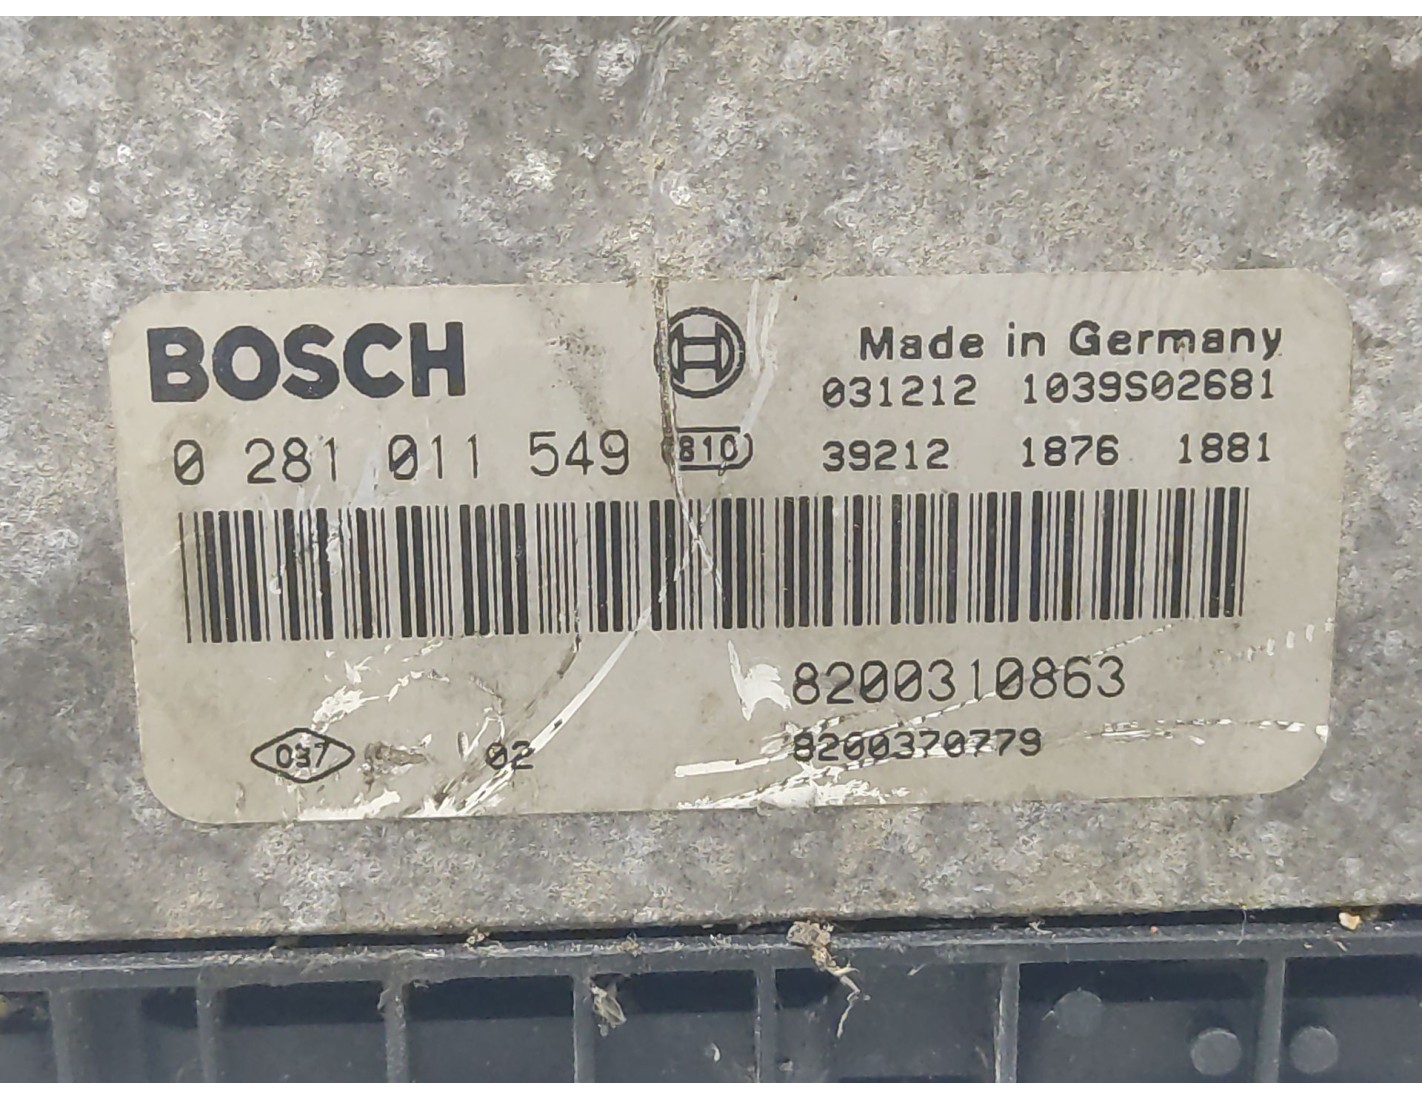 BOSCH
Made in Germany
031212 1039S02681
0 281 011 549 810 39212 1876 1881
8200310863
037 02 8200370779